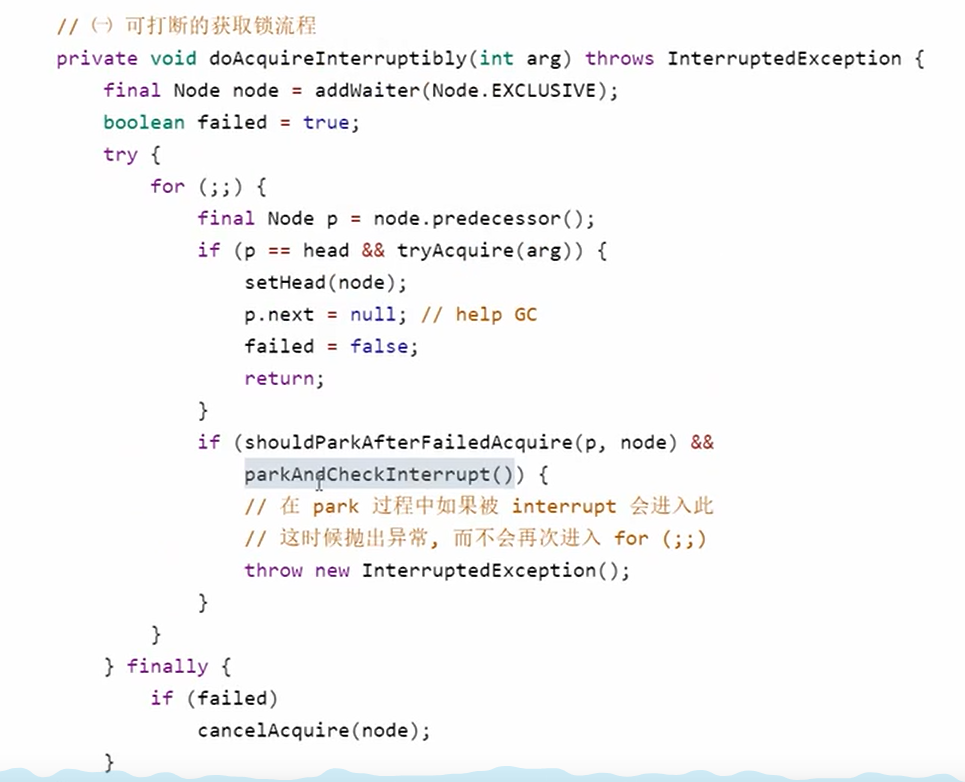 // ㈠ 可打断的获取锁流程
private void doAcquireInterruptibly(int arg) throws InterruptedException {
    final Node node = addWaiter(Node.EXCLUSIVE);
    boolean failed = true;
    try {
        for (;;) {
            final Node p = node.predecessor();
            if (p == head && tryAcquire(arg)) {
                setHead(node);
                p.next = null; // help GC
                failed = false;
                return;
            }
            if (shouldParkAfterFailedAcquire(p, node) &&
                parkAndCheckInterrupt()) {
                // 在 park 过程中如果被 interrupt 会进入此
                // 这时候抛出异常, 而不会再次进入 for (;;)
                throw new InterruptedException();
            }
        }
    } finally {
        if (failed)
            cancelAcquire(node);
    }